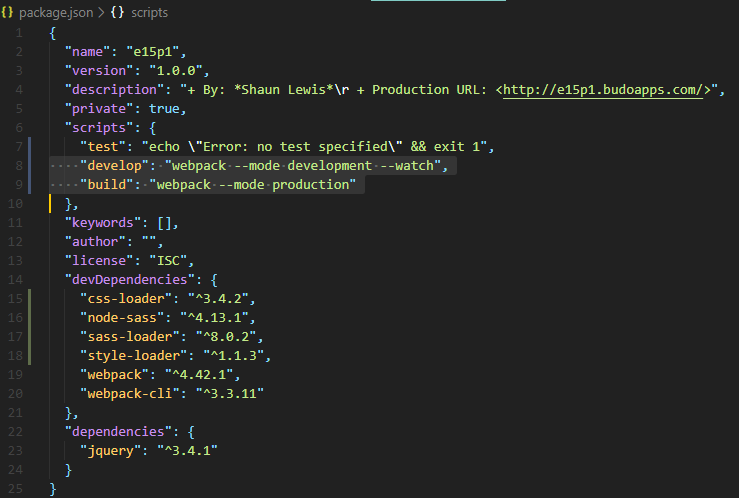 {} package.json > {} scripts
1 {
2 "name": "e15p1",
3 "version": "1.0.0",
4 "description": "+ By: *Shaun Lewis*\r + Production URL: <http://e15p1.budoapps.com/>",
5 "private": true,
6 "scripts": {
7 "test": "echo \"Error: no test specified\" && exit 1",
8 "develop": "webpack --mode development --watch",
9 "build": "webpack --mode production"
10 },
11 "keywords": [],
12 "author": "",
13 "license": "ISC",
14 "devDependencies": {
15 "css-loader": "^3.4.2",
16 "node-sass": "^4.13.1",
17 "sass-loader": "^8.0.2",
18 "style-loader": "^1.1.3",
19 "webpack": "^4.42.1",
20 "webpack-cli": "^3.3.11"
21 },
22 "dependencies": {
23 "jquery": "^3.4.1"
24 }
25 }